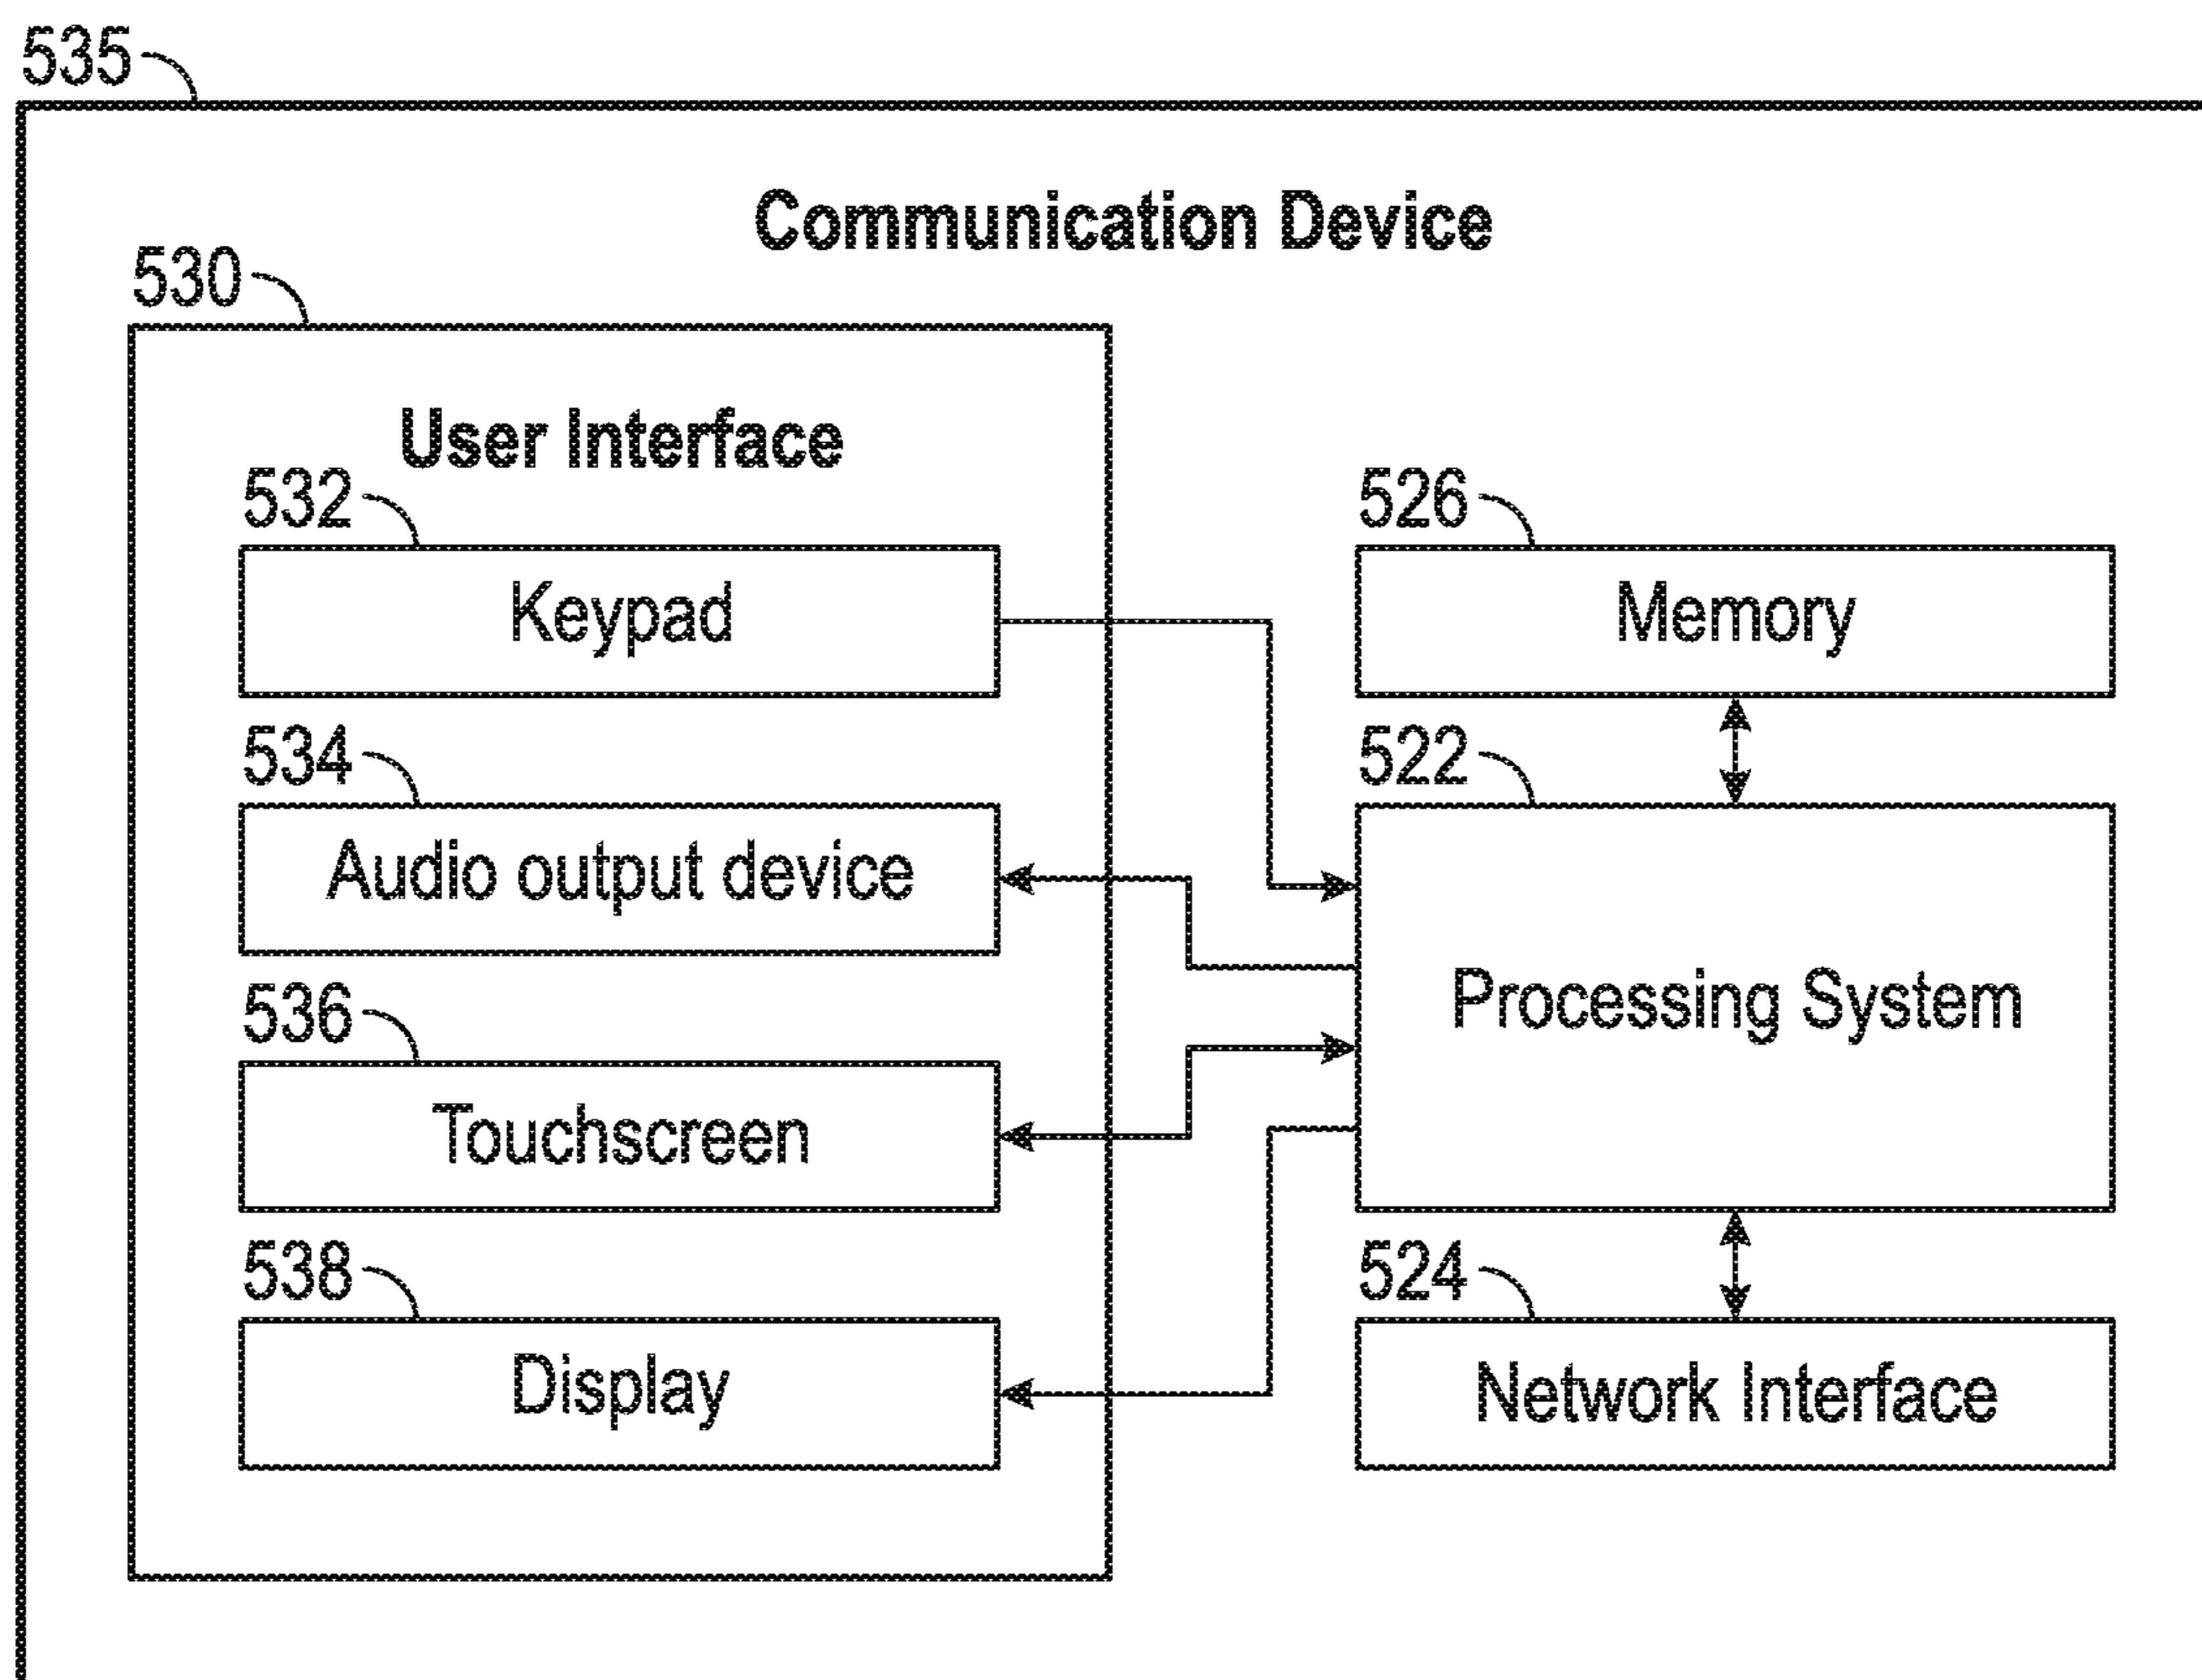 535
Communication Device
530
User Interface
532
Keypad
534
Audio output device
536
Touchscreen
538
Display
526
Memory
522
Processing System
524
Network Interface